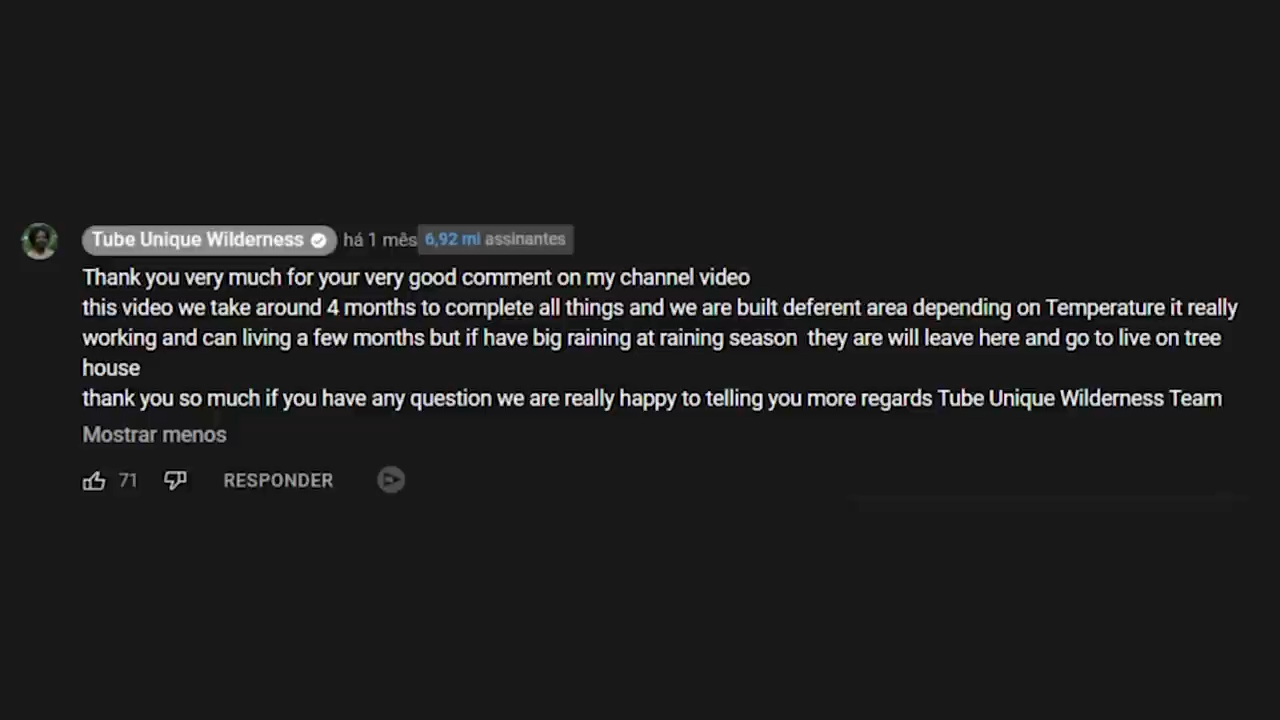 Tube Unique Wilderness há 1 mês 6,92 mi assinantes
Thank you very much for your very good comment on my channel video
this video we take around 4 months to complete all things and we are built deferent area depending on Temperature it really
working and can living a few months but if have big raining at raining season they are will leave here and go to live on tree
house
thank you so much if you have any question we are really happy to telling you more regards Tube Unique Wilderness Team
Mostrar menos
71 RESPONDER